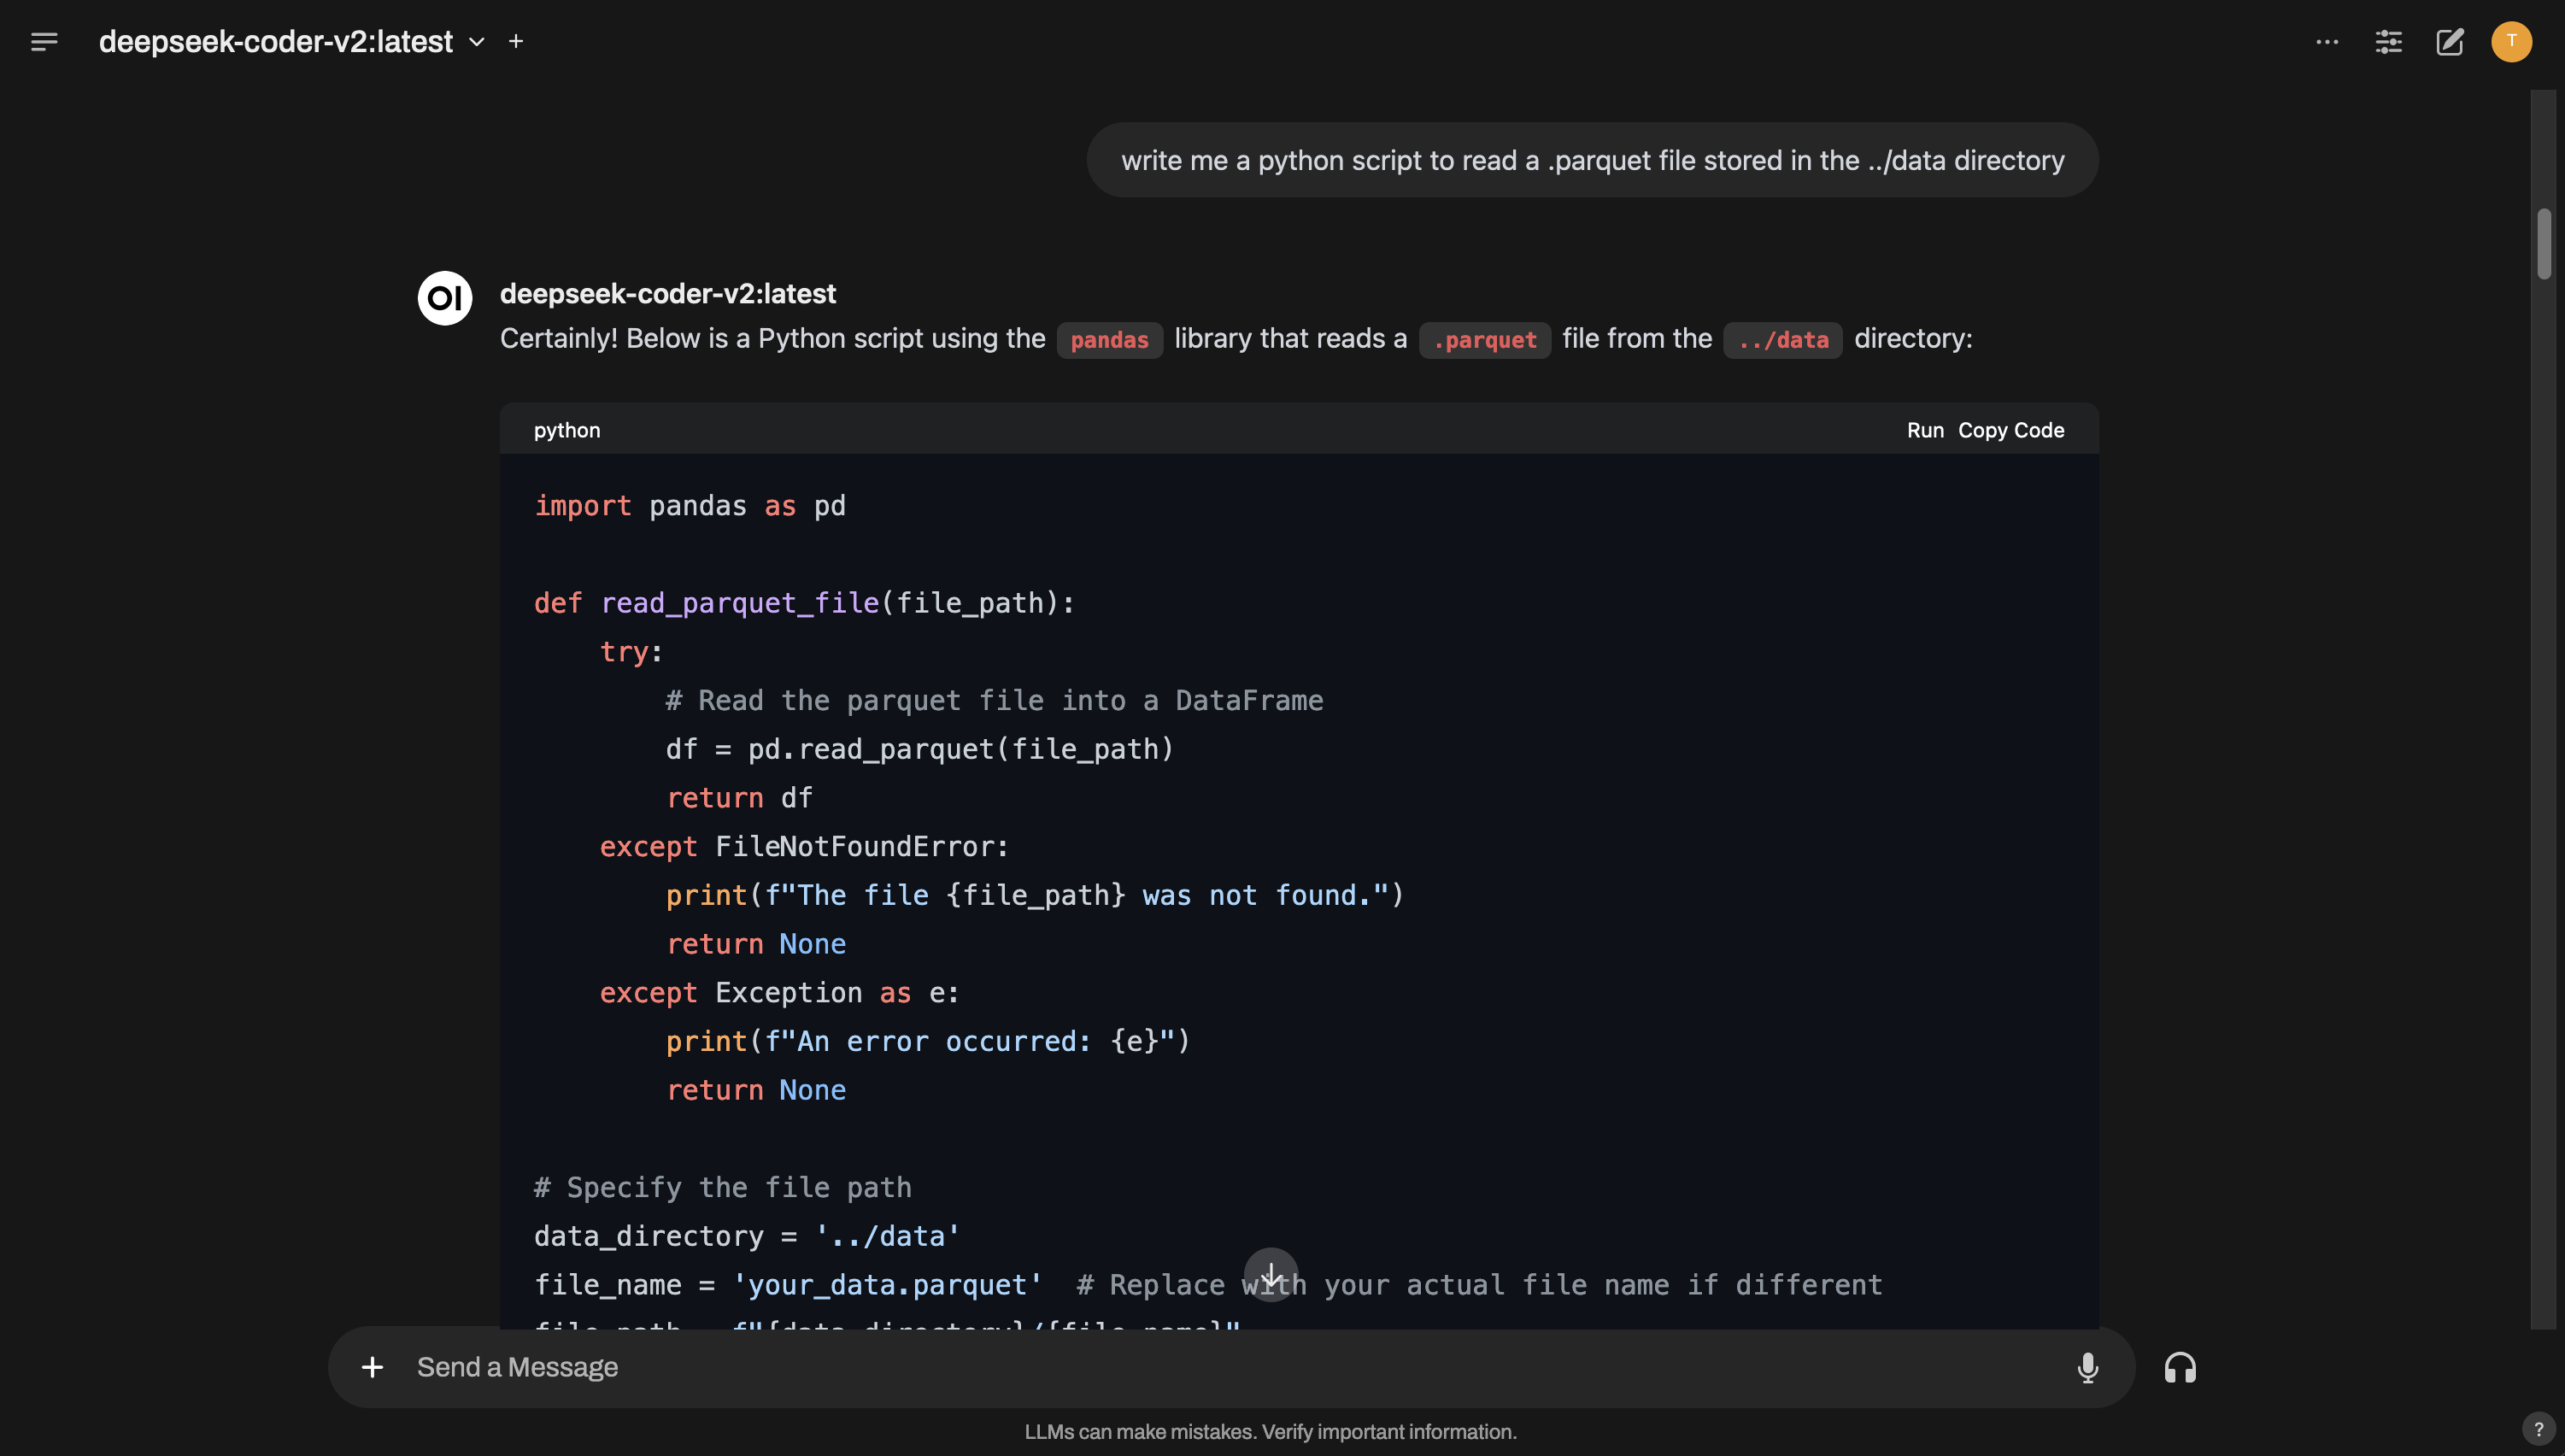 deepseek-coder-v2:latest
T
write me a python script to read a .parquet file stored in the ../data directory
OI
deepseek-coder-v2:latest
Certainly! Below is a Python script using the pandas library that reads a .parquet file from the ../data directory:
python
Run Copy Code
import pandas as pd
def read_parquet_file(file_path):
try:
# Read the parquet file into a DataFrame
df = pd.read_parquet(file_path)
return df
except FileNotFoundError:
print(f"The file {file_path} was not found.")
return None
except Exception as e:
print(f"An error occurred: {e}")
return None
# Specify the file path
data_directory = '../data'
file_name = 'your_data.parquet' # Replace with your actual file name if different
file_path = f"{data_directory}/{file_name}"
Send a Message
LLMs can make mistakes. Verify important information.
?